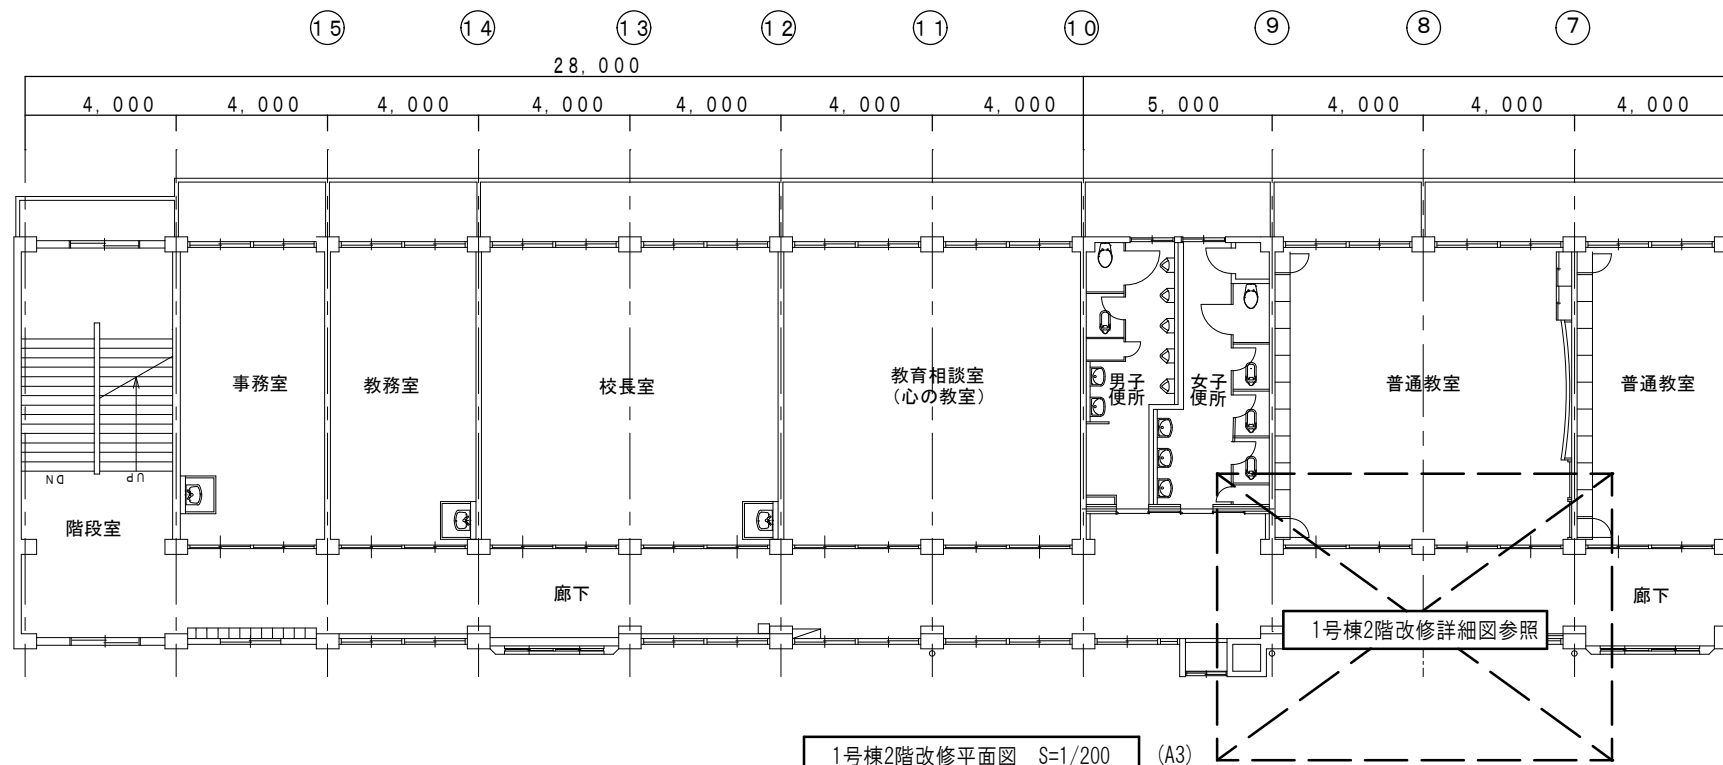 15 14 13 12 11 10 9 8 7
28,000
4,000 4,000 4,000 4,000 4,000 4,000 4,000 5,000 4,000 4,000 4,000
事務室
教務室
校長室
教育相談室
(心の教室)
男子
便所
女子
便所
普通教室
普通教室
DN
UP
階段室
廊下
廊下
1号棟2階改修詳細図参照
1号棟2階改修平面図 S=1/200
(A3)